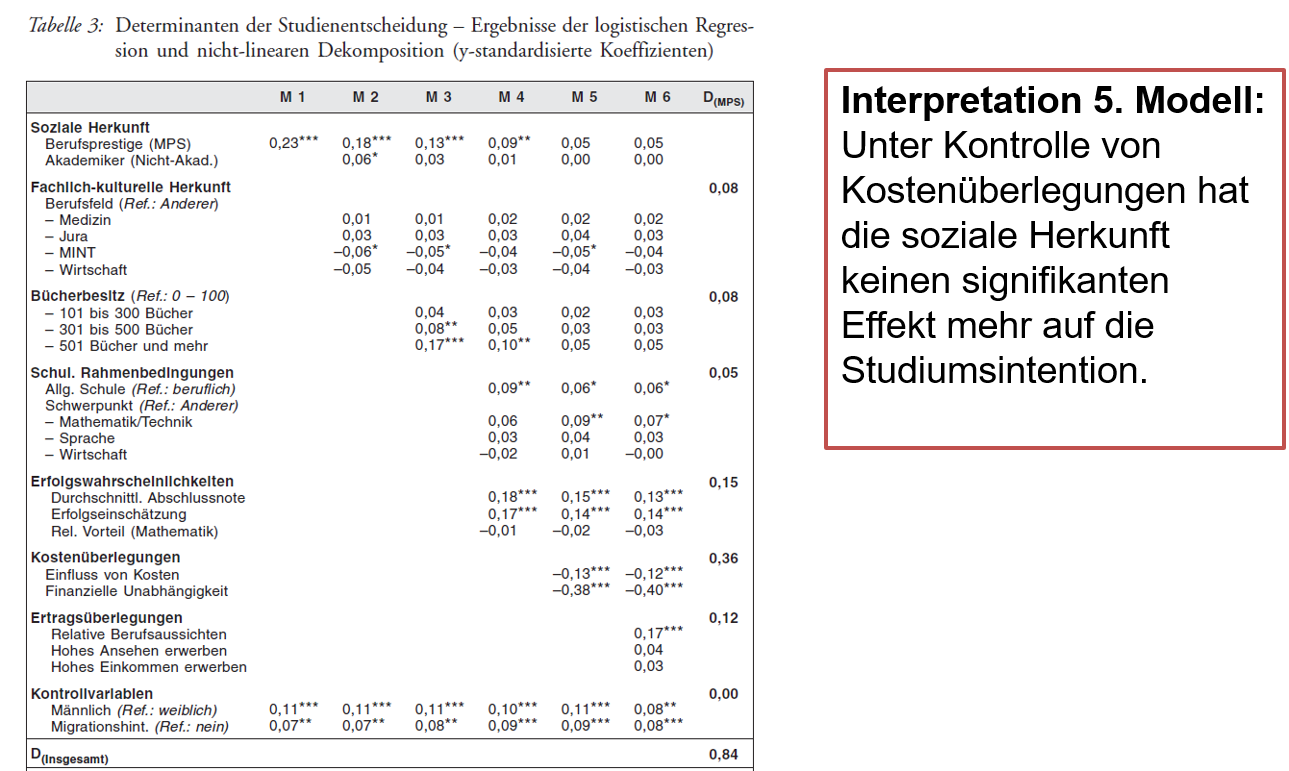 Tabelle 3: Determinanten der Studienentscheidung – Ergebnisse der logistischen Regres-
sion und nicht-linearen Dekomposition (y-standardisierte Koeffizienten)
M 1 M 2 M 3 M 4 M 5 M 6 D(MPS)
Soziale Herkunft
Berufsprestige (MPS) 0,23*** 0,18*** 0,13*** 0,09** 0,05 0,05
Akademiker (Nicht-Akad.) 0,06* 0,03 0,01 0,00 0,00
Fachlich-kulturelle Herkunft 0,08
Berufsfeld (Ref.: Anderer)
– Medizin 0,01 0,01 0,02 0,02 0,02
– Jura 0,03 0,03 0,03 0,04 0,03
– MINT –0,06* –0,05* –0,04 –0,05* –0,04
– Wirtschaft –0,05 –0,04 –0,03 –0,04 –0,03
Bücherbesitz (Ref.: 0 – 100) 0,08
– 101 bis 300 Bücher 0,04 0,03 0,02 0,03
– 301 bis 500 Bücher 0,08** 0,05 0,03 0,03
– 501 Bücher und mehr 0,17*** 0,10** 0,05 0,05
Schul. Rahmenbedingungen 0,05
Allg. Schule (Ref.: beruflich) 0,09** 0,06* 0,06*
Schwerpunkt (Ref.: Anderer)
– Mathematik/Technik 0,06 0,09** 0,07*
– Sprache 0,03 0,04 0,03
– Wirtschaft –0,02 0,01 –0,00
Erfolgswahrscheinlichkeiten 0,15
Durchschnittl. Abschlussnote 0,18*** 0,15*** 0,13***
Erfolgseinschätzung 0,17*** 0,14*** 0,14***
Rel. Vorteil (Mathematik) –0,01 –0,02 –0,03
Kostenüberlegungen 0,36
Einfluss von Kosten –0,13*** –0,12***
Finanzielle Unabhängigkeit –0,38*** –0,40***
Ertragsüberlegungen 0,12
Relative Berufsaussichten 0,17***
Hohes Ansehen erwerben 0,04
Hohes Einkommen erwerben 0,03
Kontrollvariablen 0,00
Männlich (Ref.: weiblich) 0,11*** 0,11*** 0,11*** 0,10*** 0,11*** 0,08**
Migrationshint. (Ref.: nein) 0,07** 0,07** 0,08** 0,09*** 0,09*** 0,08***
D(Insgesamt) 0,84
Interpretation 5. Modell:
Unter Kontrolle von
Kostenüberlegungen hat
die soziale Herkunft
keinen signifikanten
Effekt mehr auf die
Studiumsintention.